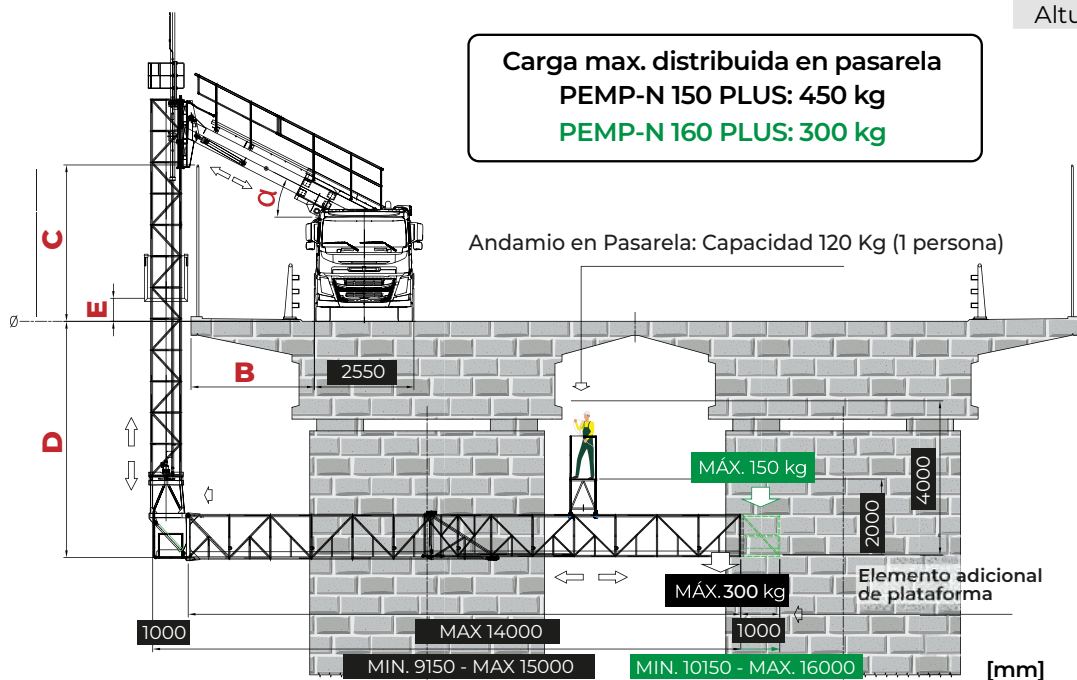 Altu
Carga max. distribuida en pasarela
PEMP-N 150 PLUS: 450 kg
PEMP-N 160 PLUS: 300 kg
α
C
Andamio en Pasarela: Capacidad 120 Kg (1 persona)
E
Ø
B
2550
D
MÁX. 150 kg
4000
2000
MÁX.300 kg
Elemento adicional
de plataforma
1000
MAX 14000
1000
MIN. 9150 - MAX 15000
MIN. 10150 - MAX. 16000
[mm]